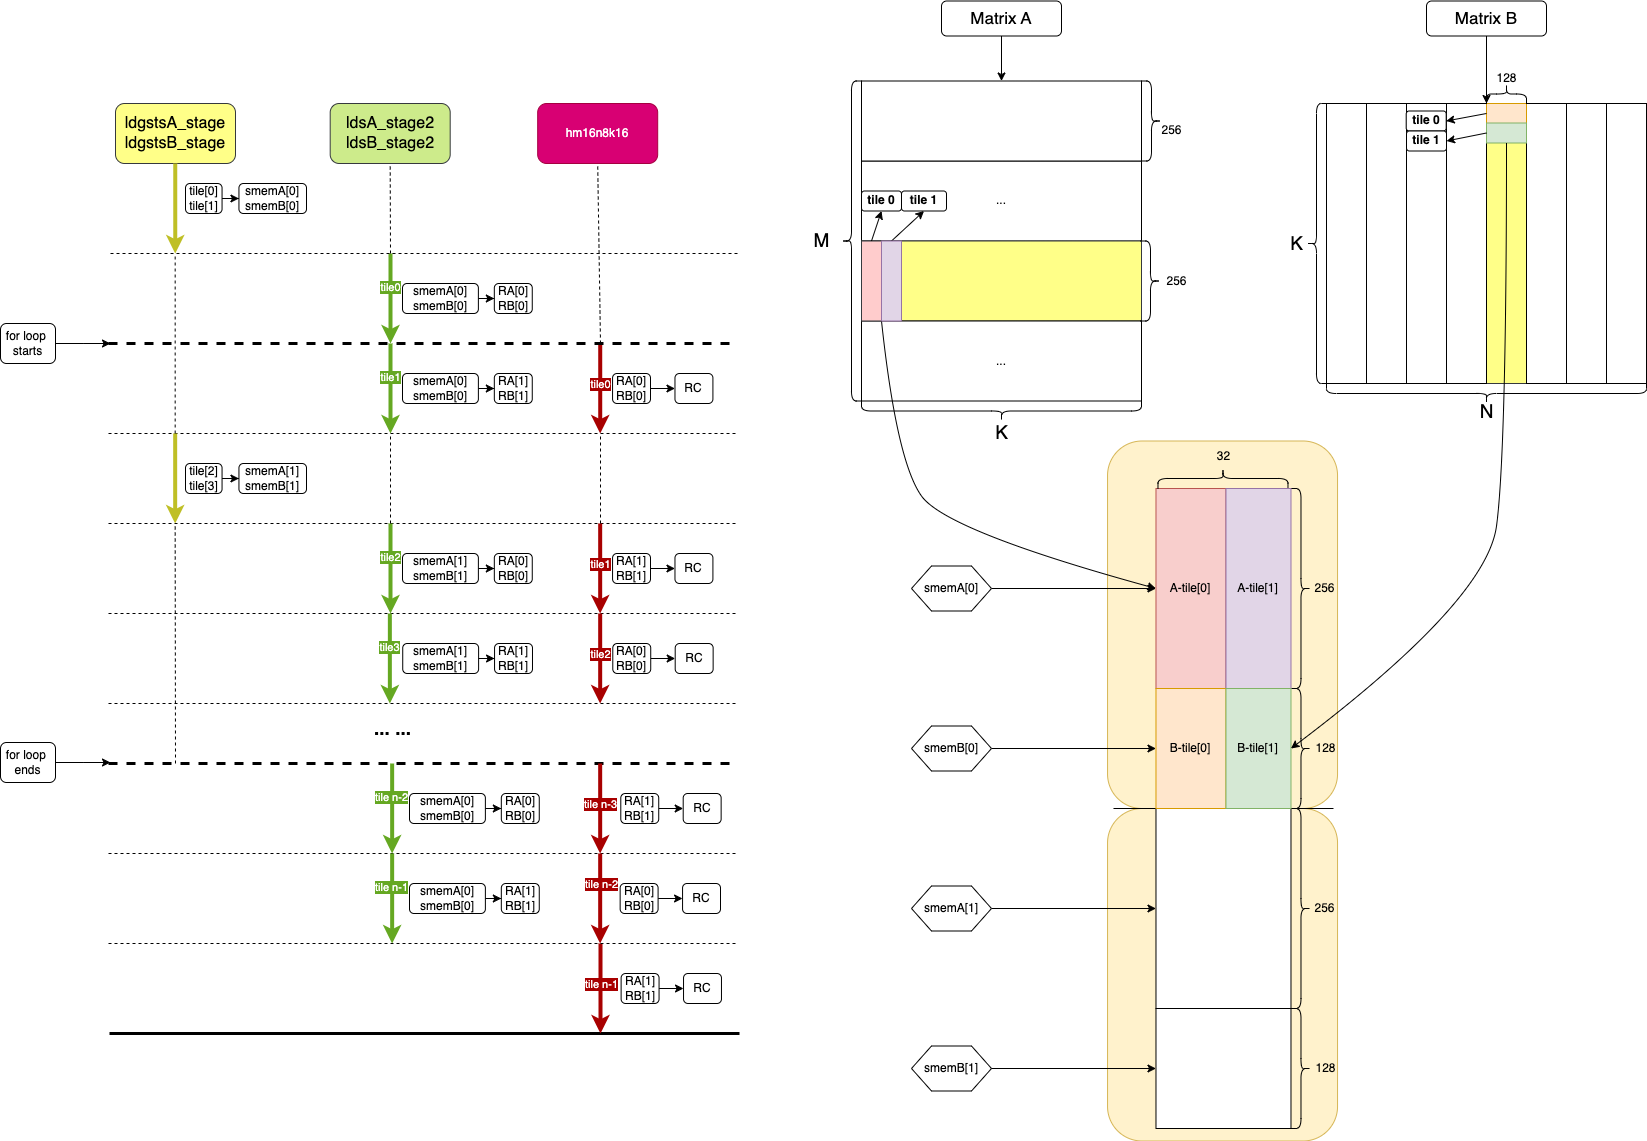 ldgstsA_stage
ldgstsB_stage
ldsA_stage2
ldsB_stage2
hm16n8k16
tile[0]
tile[1]
smemA[0]
smemB[0]
tile0
smemA[0]
smemB[0]
RA[0]
RB[0]
for loop
starts
tile1
smemA[0]
smemB[0]
RA[1]
RB[1]
tile0
RA[0]
RB[0]
RC
tile[2]
tile[3]
smemA[1]
smemB[1]
tile2
smemA[1]
smemB[1]
RA[0]
RB[0]
tile1
RA[1]
RB[1]
RC
tile3
smemA[1]
smemB[1]
RA[1]
RB[1]
tile2
RA[0]
RB[0]
RC
... ...
for loop
ends
tile n-2
smemA[0]
smemB[0]
RA[0]
RB[0]
tile n-3
RA[1]
RB[1]
RC
tile n-1
smemA[0]
smemB[0]
RA[1]
RB[1]
tile n-2
RA[0]
RB[0]
RC
tile n-1
RA[1]
RB[1]
RC
Matrix A
256
tile 0
tile 1
...
M
256
...
K
Matrix B
128
tile 0
tile 1
K
N
32
smemA[0]
A-tile[0]
A-tile[1]
256
smemB[0]
B-tile[0]
B-tile[1]
128
smemA[1]
256
smemB[1]
128